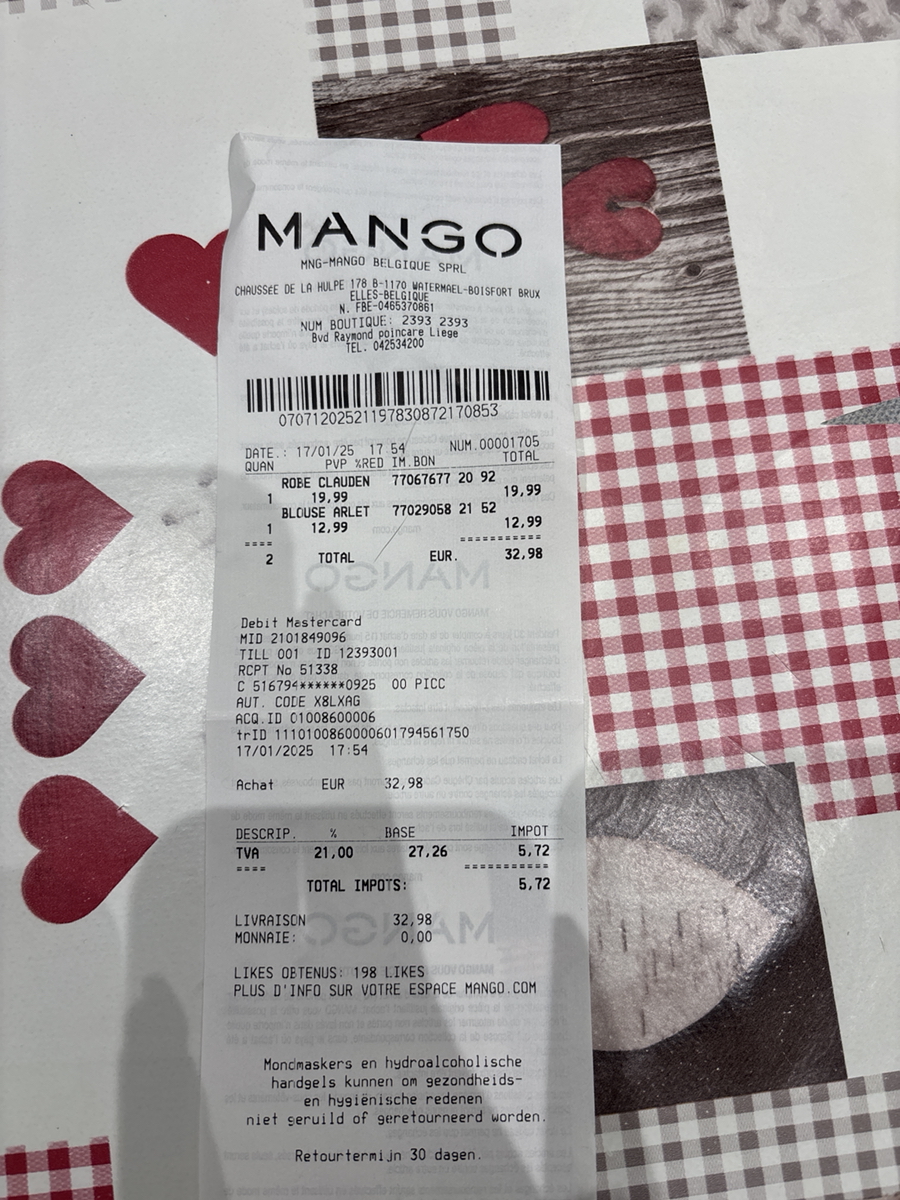 MANGO
MNG-MANGO BELGIQUE SPRL
CHAUSSéE DE LA HULPE 178 B-1170 WATERMAEL-BOISFORT BRUX
ELLES-BELGIQUE
N. FBE-0465370861
NUM BOUTIQUE: 2393 2393
Bvd Raymond poincare Liege
TEL. 042534200
07071202521197830872170853
DATE.: 17/01/25 17 54 NUM.00001705
QUAN PVP %RED IM.BON TOTAL
ROBE CLAUDEN 77067677 20 92
1 19,99 19,99
BLOUSE ARLET 77029058 21 52
1 12,99 12,99
==== ===========
2 TOTAL EUR. 32,98
Debit Mastercard
MID 2101849096
TILL 001 ID 12393001
RCPT No 51338
C 516794******0925 00 PICC
AUT. CODE X8LXAG
ACQ.ID 01008600006
trID 1110100860000601794561750
17/01/2025 17:54
Achat EUR 32,98
DESCRIP. % BASE IMPOT
TVA 21,00 27,26 5,72
==== ===========
TOTAL IMPOTS: 5,72
LIVRAISON 32,98
MONNAIE: 0,00
LIKES OBTENUS: 198 LIKES
PLUS D'INFO SUR VOTRE ESPACE MANGO.COM
Mondmaskers en hydroalcoholische
handgels kunnen om gezondheids-
en hygiënische redenen
niet geruild of geretourneerd worden.
Retourtermijn 30 dagen.